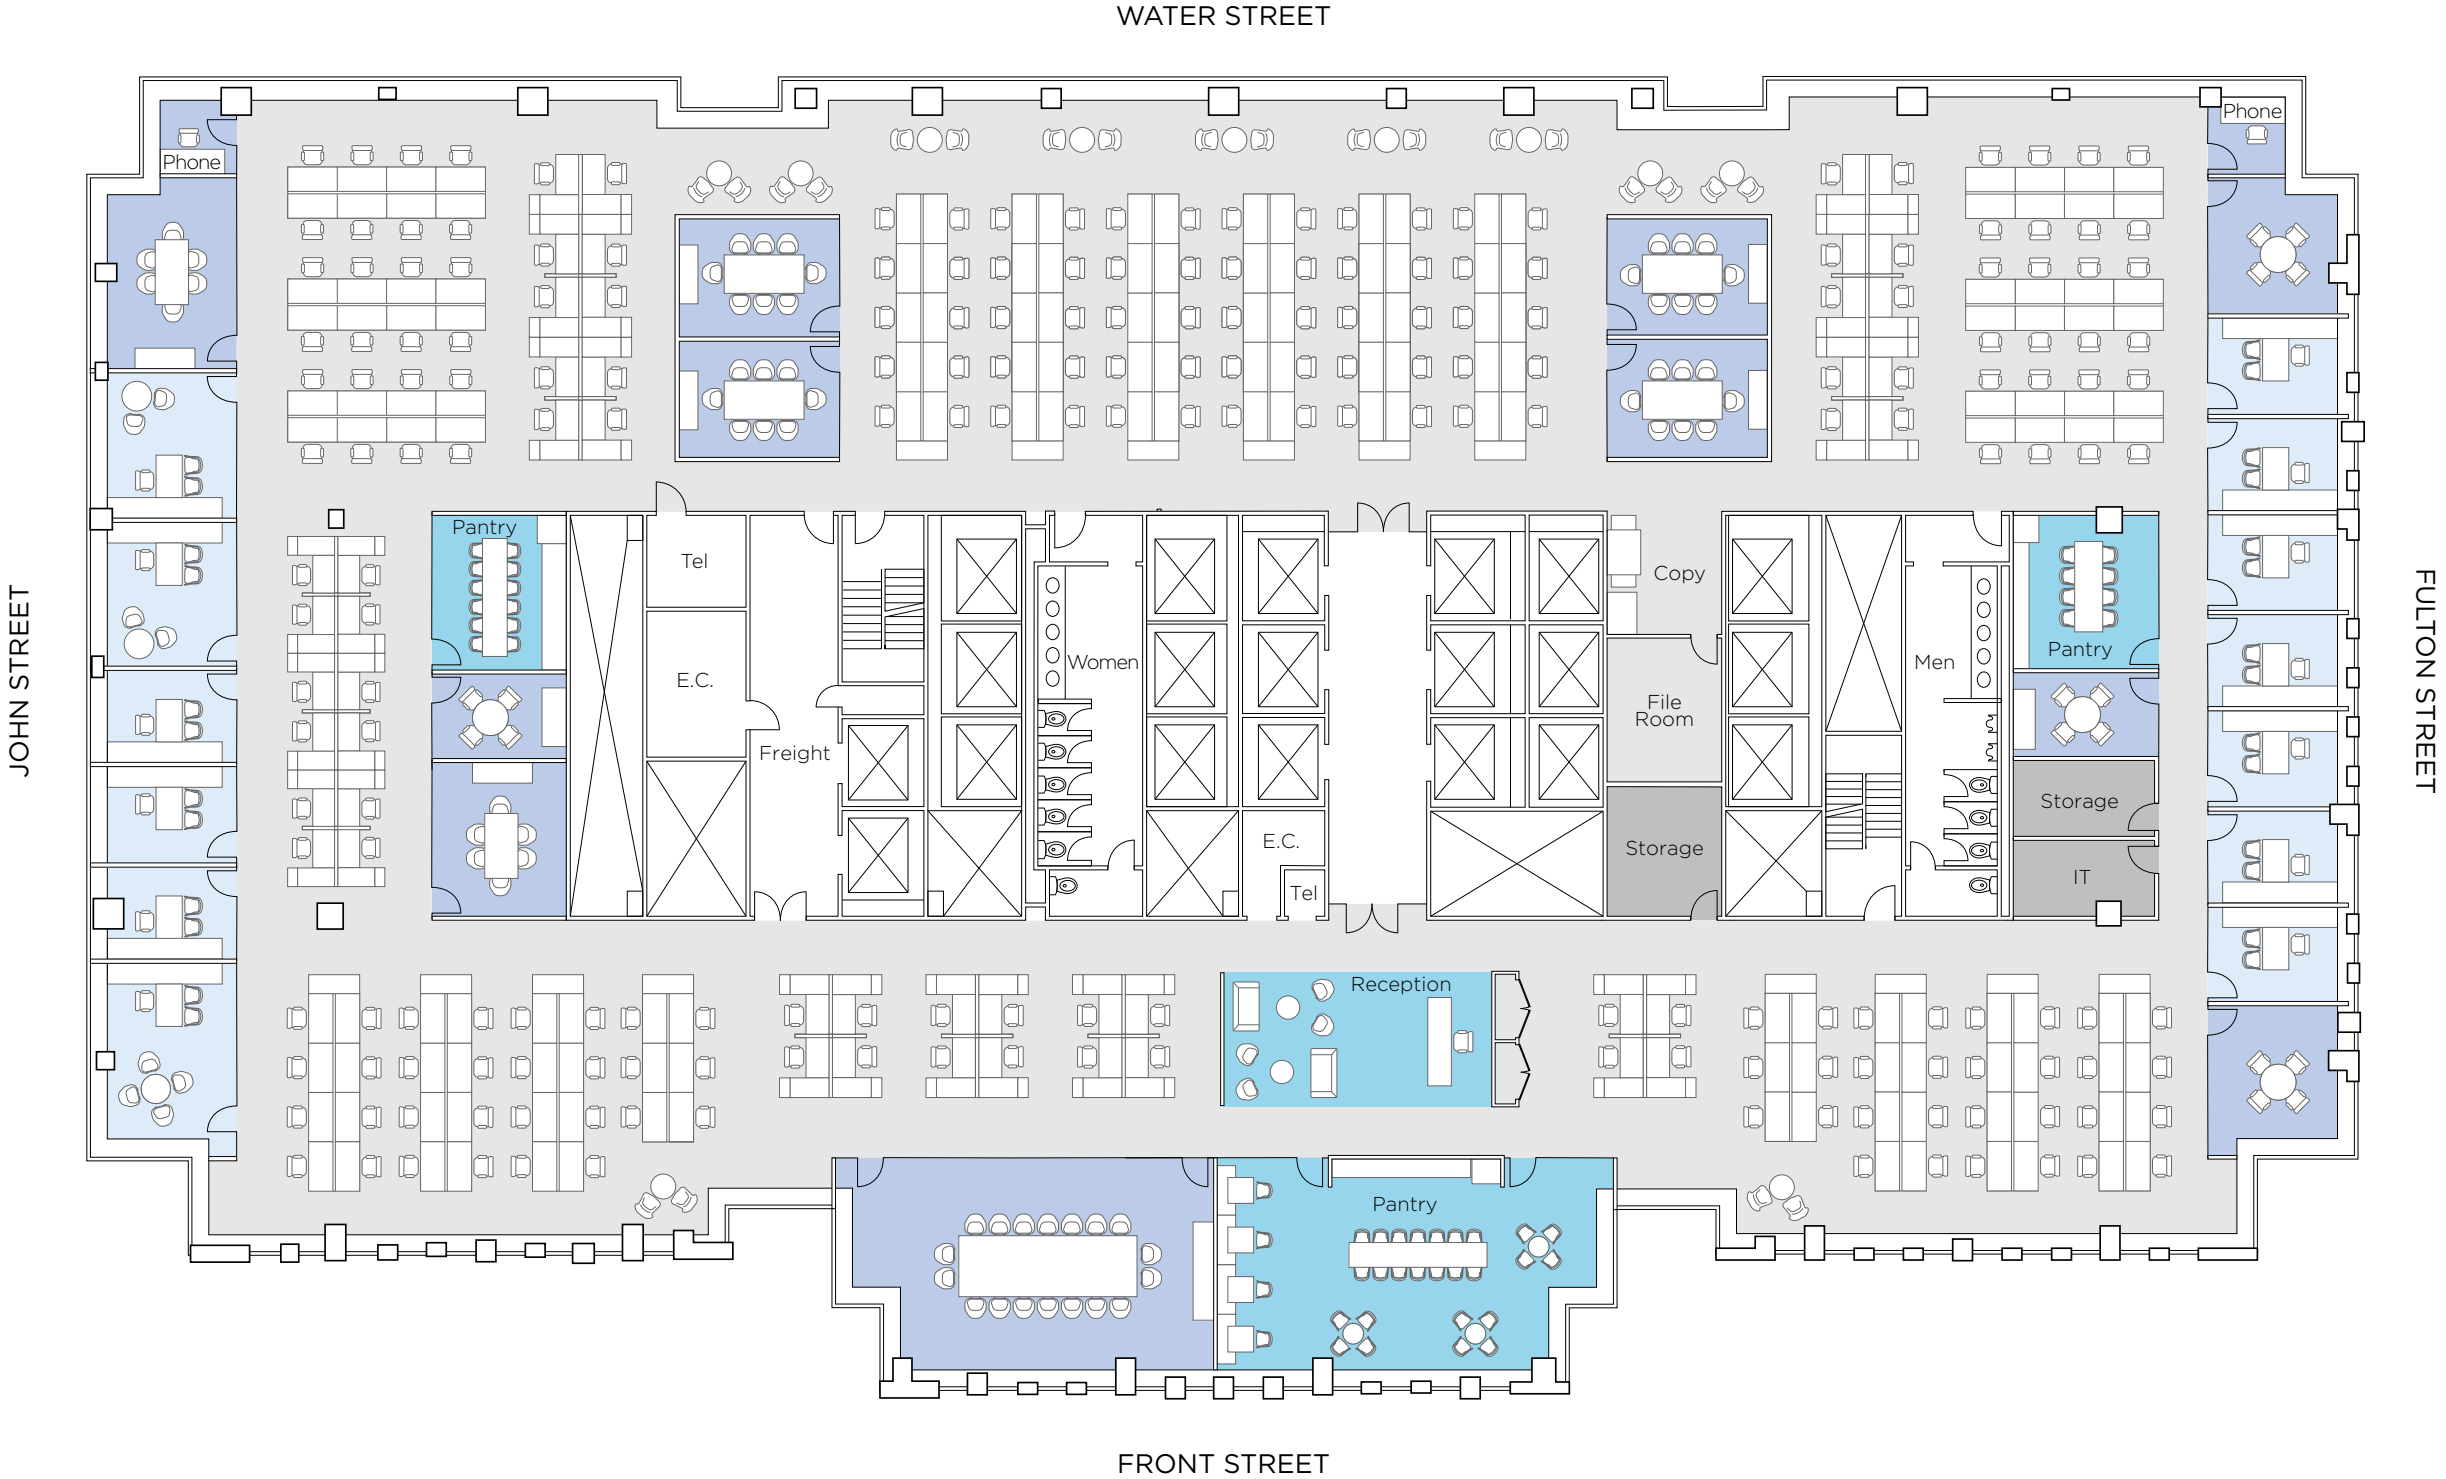 WATER STREET
Phone
Phone
Pantry
Tel
Copy
E.C.
Women
Men
Pantry
File
Room
Freight
JOHN STREET
FULTON STREET
Storage
E.C.
Storage
Tel
IT
Reception
Pantry
FRONT STREET